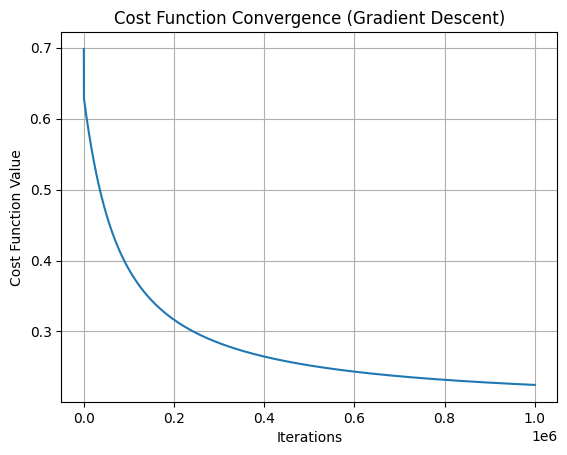 Cost Function Convergence (Gradient Descent)
0.7
0.6
0.5
0.4
0.3
Cost Function Value
0.0 0.2 0.4 0.6 0.8 1.0
1e6
Iterations